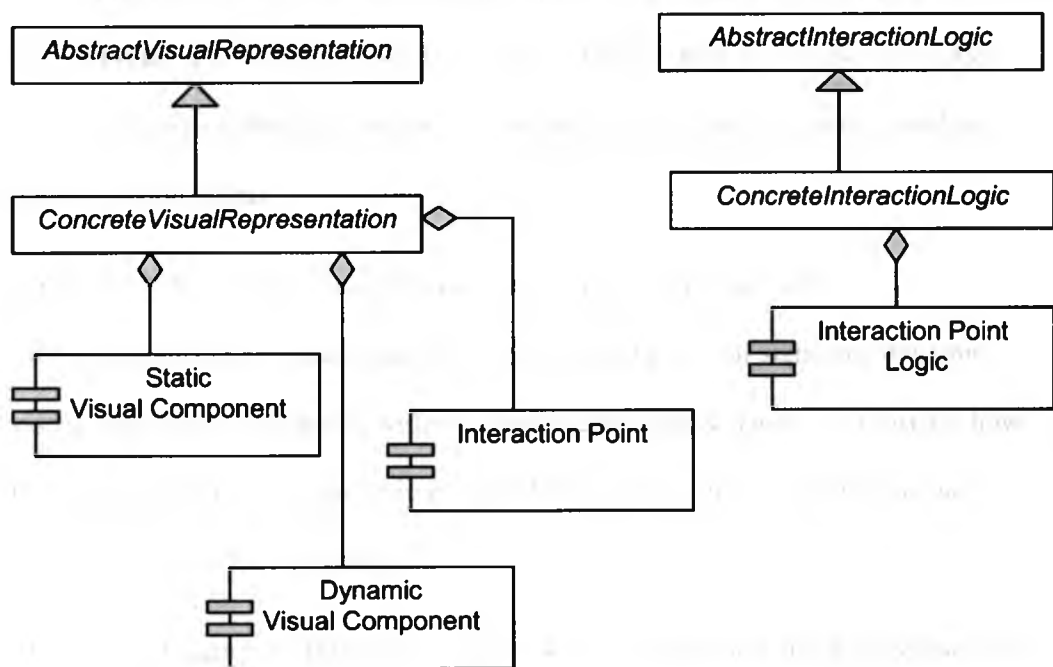 AbstractVisualRepresentation
AbstractInteractionLogic
ConcreteVisualRepresentation
ConcreteInteractionLogic
Interaction Point
Logic
Static
Visual Component
Interaction Point
Dynamic
Visual Component